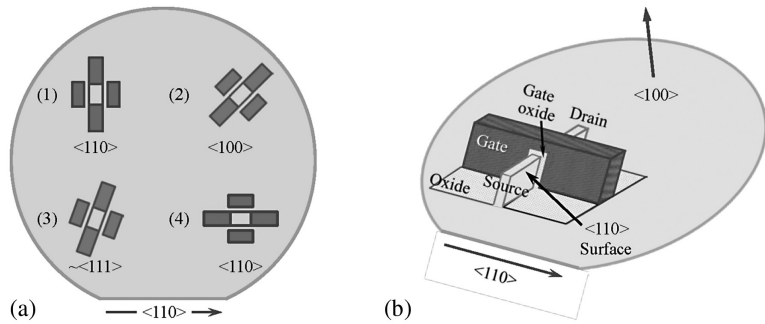 (1)
(2)
<110>
<100>
(3)
(4)
~<111>
<110>
(a)
<110>
<100>
Gate
oxide
Drain
Gate
Oxide
Source
<110>
Surface
<110>
(b)